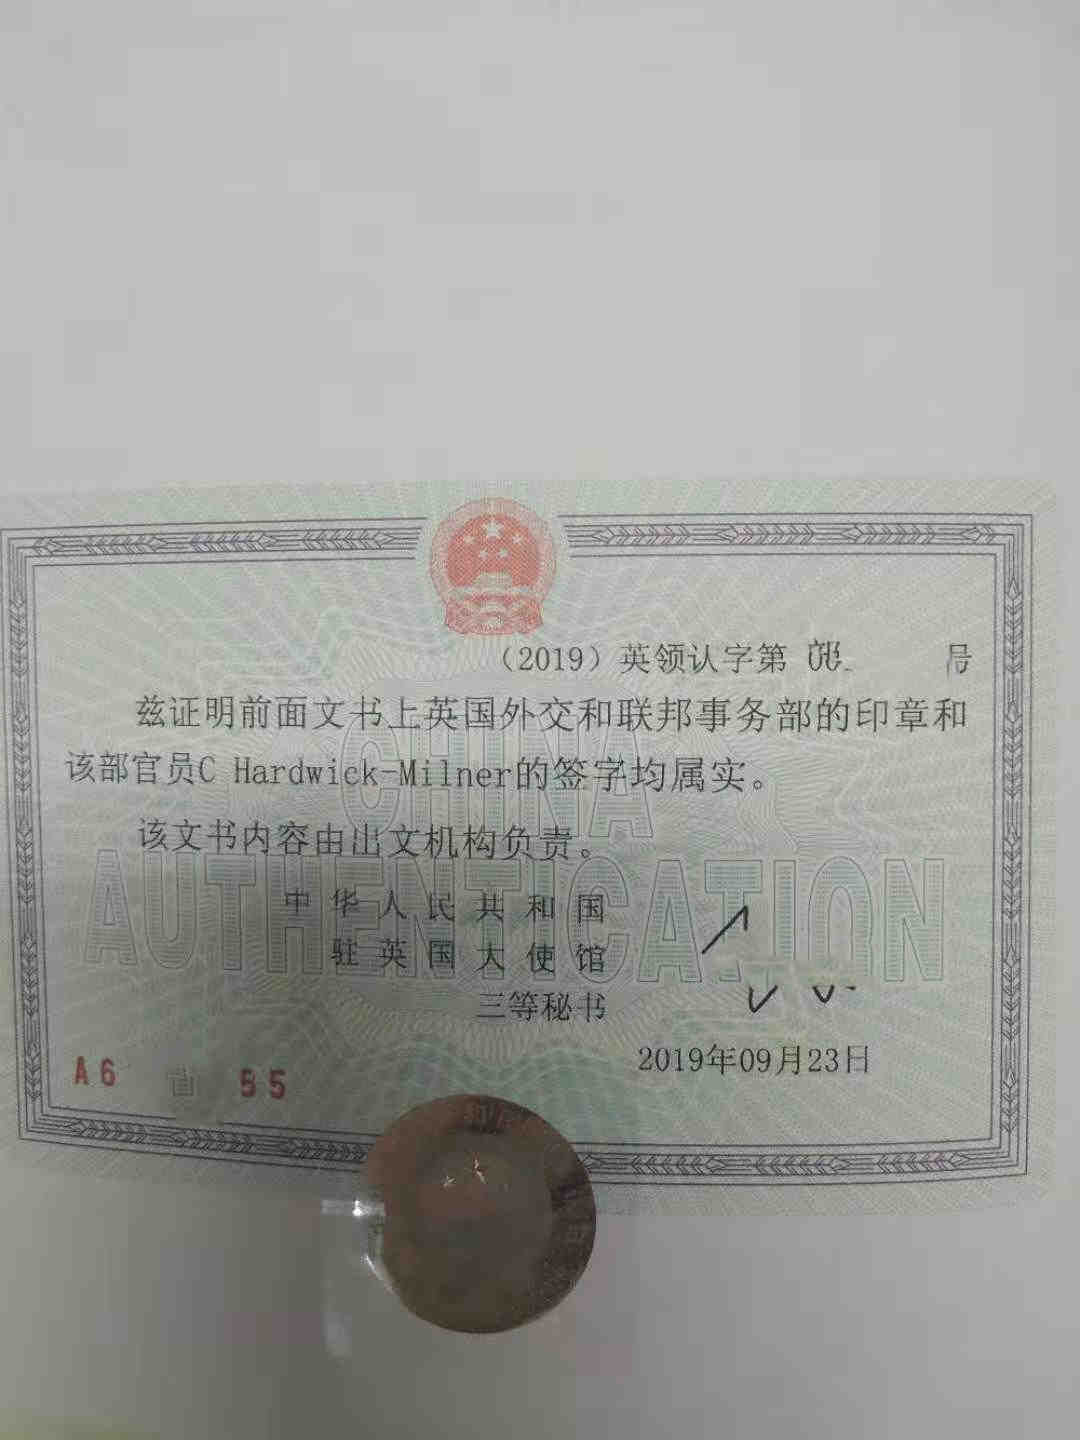 （2019）英领认字第 号
兹证明前面文书上英国外交和联邦事务部的印章和
该部官员C Hardwick-Milner的签字均属实。
该文书内容由出文机构负责。
中华人民共和国
驻英国大使馆
三等秘书
2019年09月23日
A6 55
CHINA
AUTHENTICATION